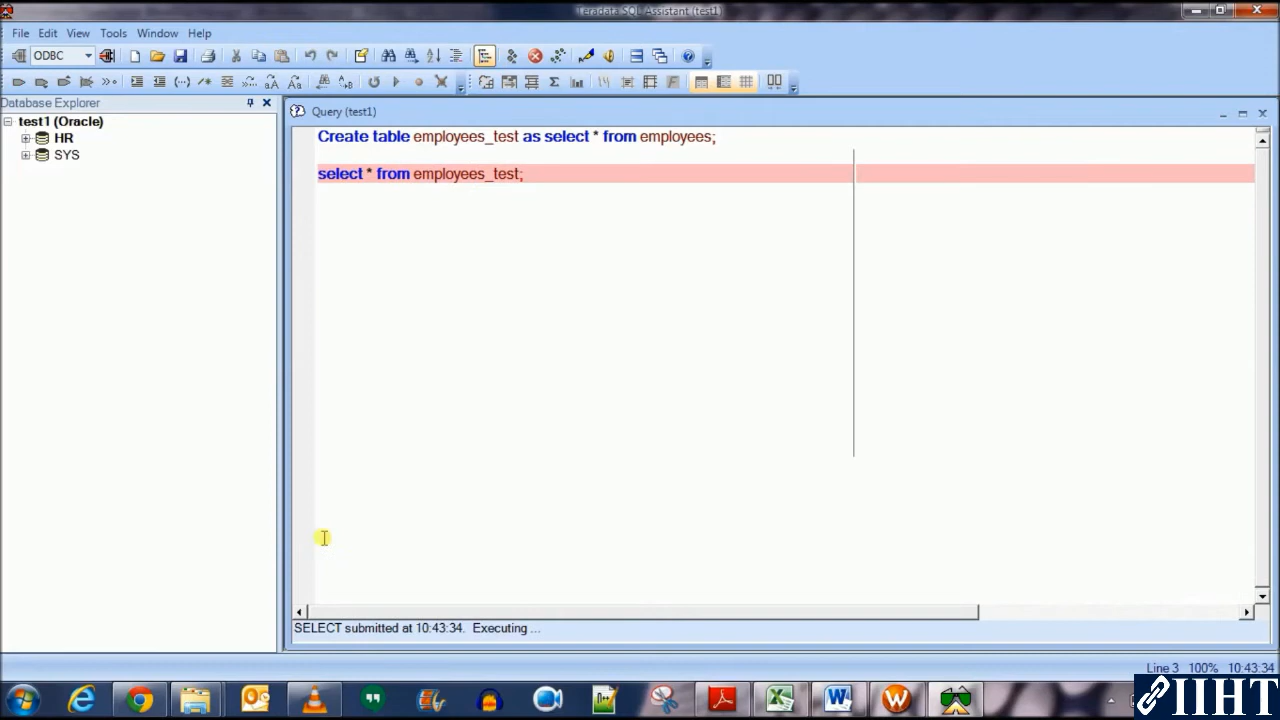 Teradata SQL Assistant (test1)
File Edit View Tools Window Help
ODBC
Database Explorer
test1 (Oracle)
HR
SYS
Query (test1)
Create table employees_test as select * from employees;
select * from employees_test;
SELECT submitted at 10:43:34. Executing ...
Line 3 100% 10:43:34
IIHT